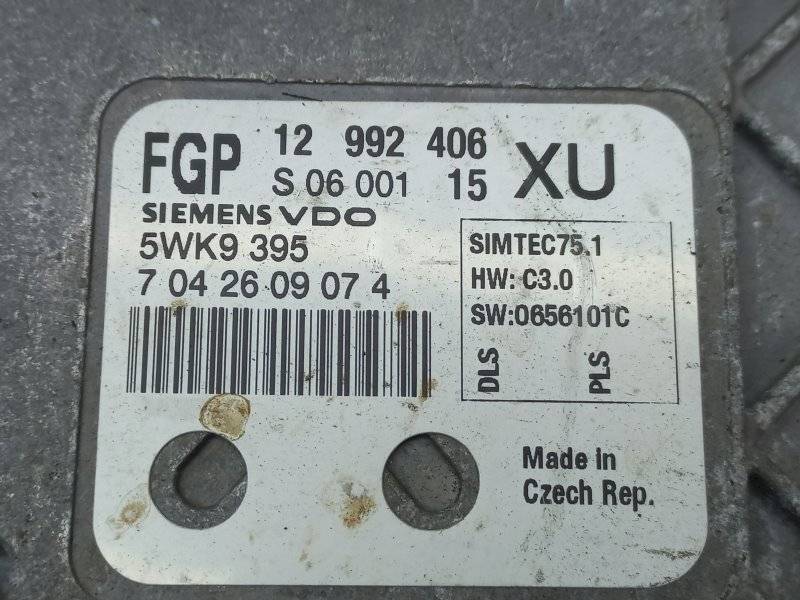 FGP 12 992 406 XU
S 06 001 15
SIEMENS VDO
5WK9 395
7 04 26 09 07 4
SIMTEC75.1
HW: C3.0
SW:0656101C
DLS PLS
Made in
Czech Rep.